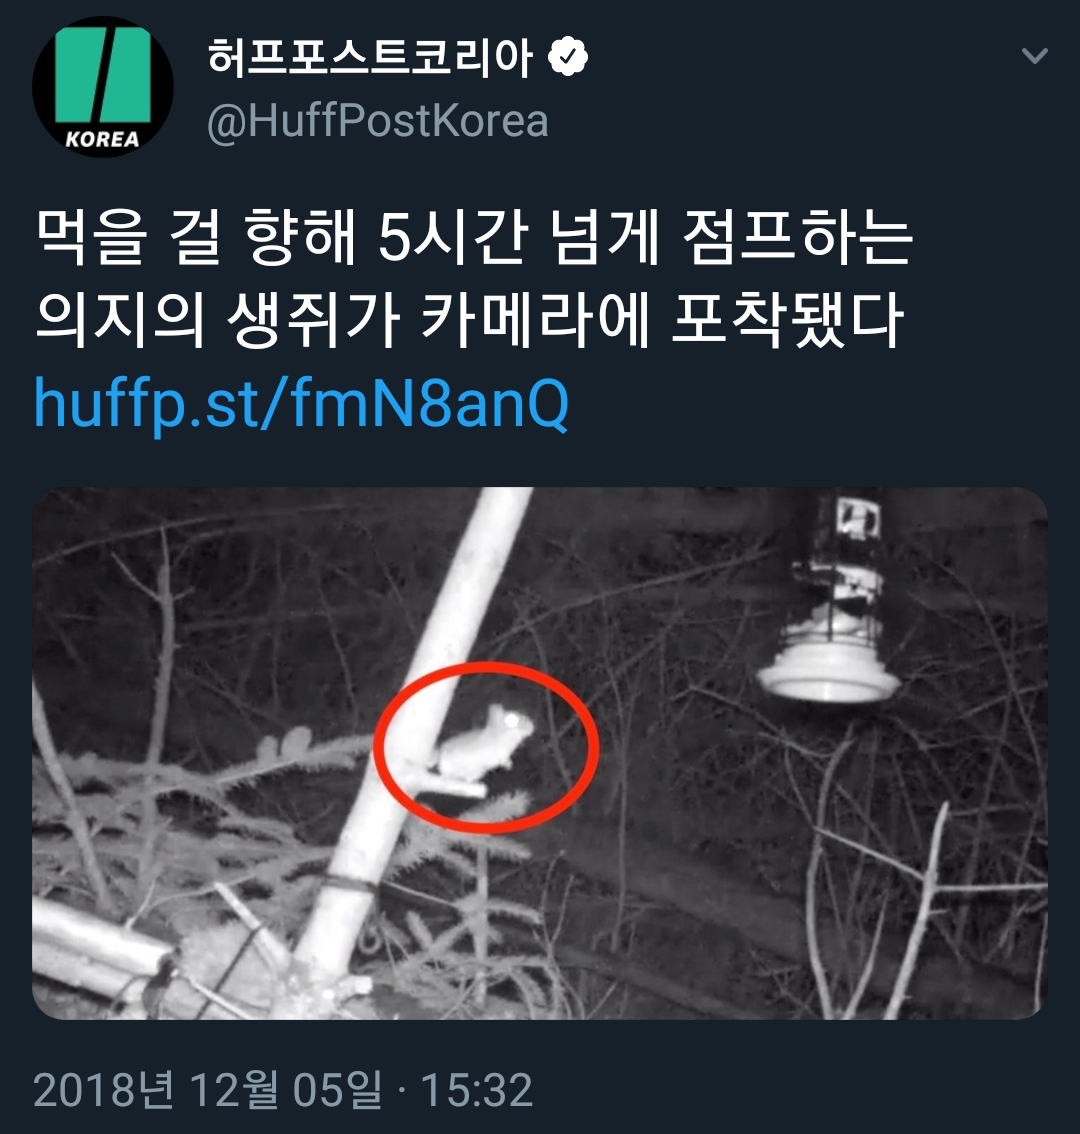 허프포스트코리아
@HuffPostKorea
KOREA
먹을 걸 향해 5시간 넘게 점프하는
의지의 생쥐가 카메라에 포착됐다
huffp.st/fmN8anQ
2018년 12월 05일 · 15:32